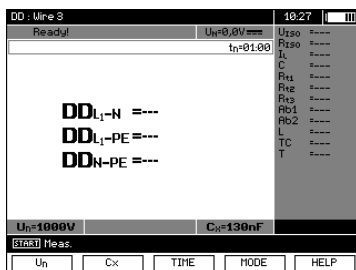 DD : Wire 3 10:27
Ready! UN=0,0V
tn=01:00
DDL1-N =---
DDL1-PE =---
DDN-PE =---
UISO =---
RISO =---
IL =---
C =---
Rt1 =---
Rt2 =---
Rt3 =---
Ab1 =---
Ab2 =---
L =---
TC =---
T =---
Un=1000V CX=130nF
START Meas.
Un Cx TIME MODE HELP